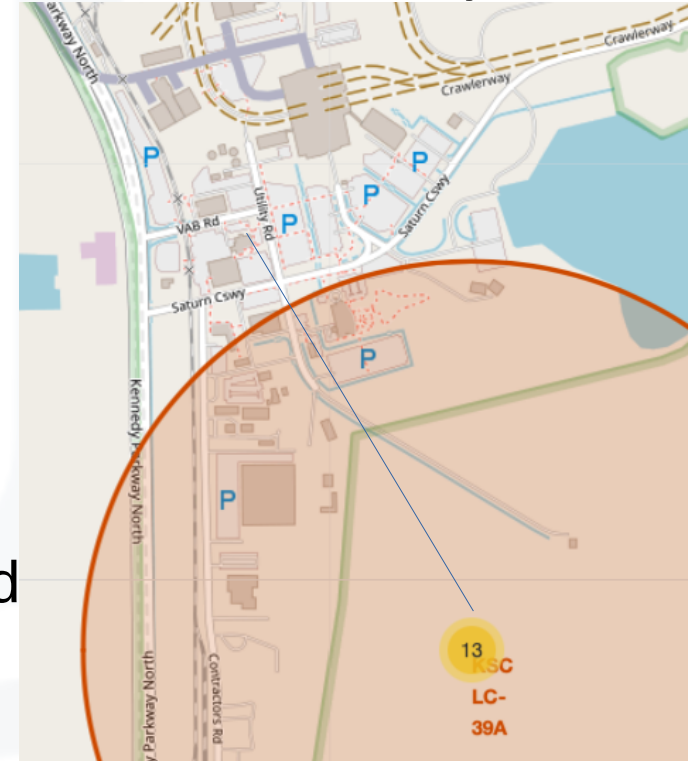 arkway North
Crawlerway
Crawlerway
P
P
P
Utility Rd
Saturn Cswy
VAB Rd
P
Saturn Cswy
P
Kennedy Parkway North
P
d
13
KSC
LC-
39A
y Parkway North
Contractors Rd